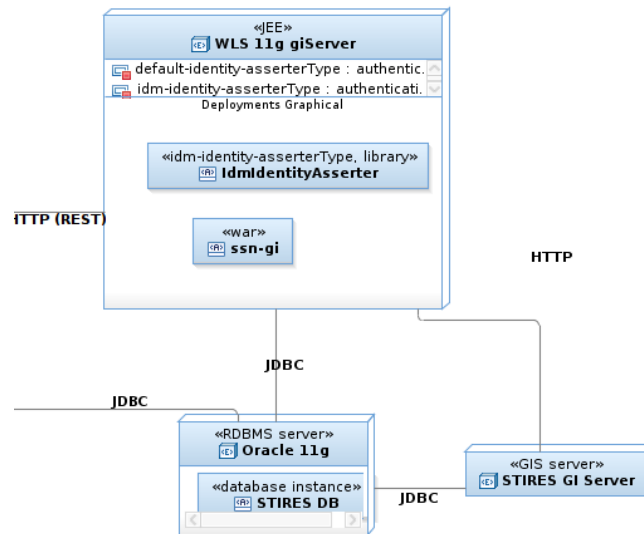 «JEE»
WLS 11g giServer
default-identity-asserterType : authentic.
idm-identity-asserterType : authenticati.
Deployments Graphical
«idm-identity-asserterType, library»
IdmIdentityAsserter
HTTP (REST)
«war»
ssn-gi
HTTP
JDBC
JDBC
«RDBMS server»
Oracle 11g
«GIS server»
STIRES GI Server
«database instance»
STIRES DB
JDBC